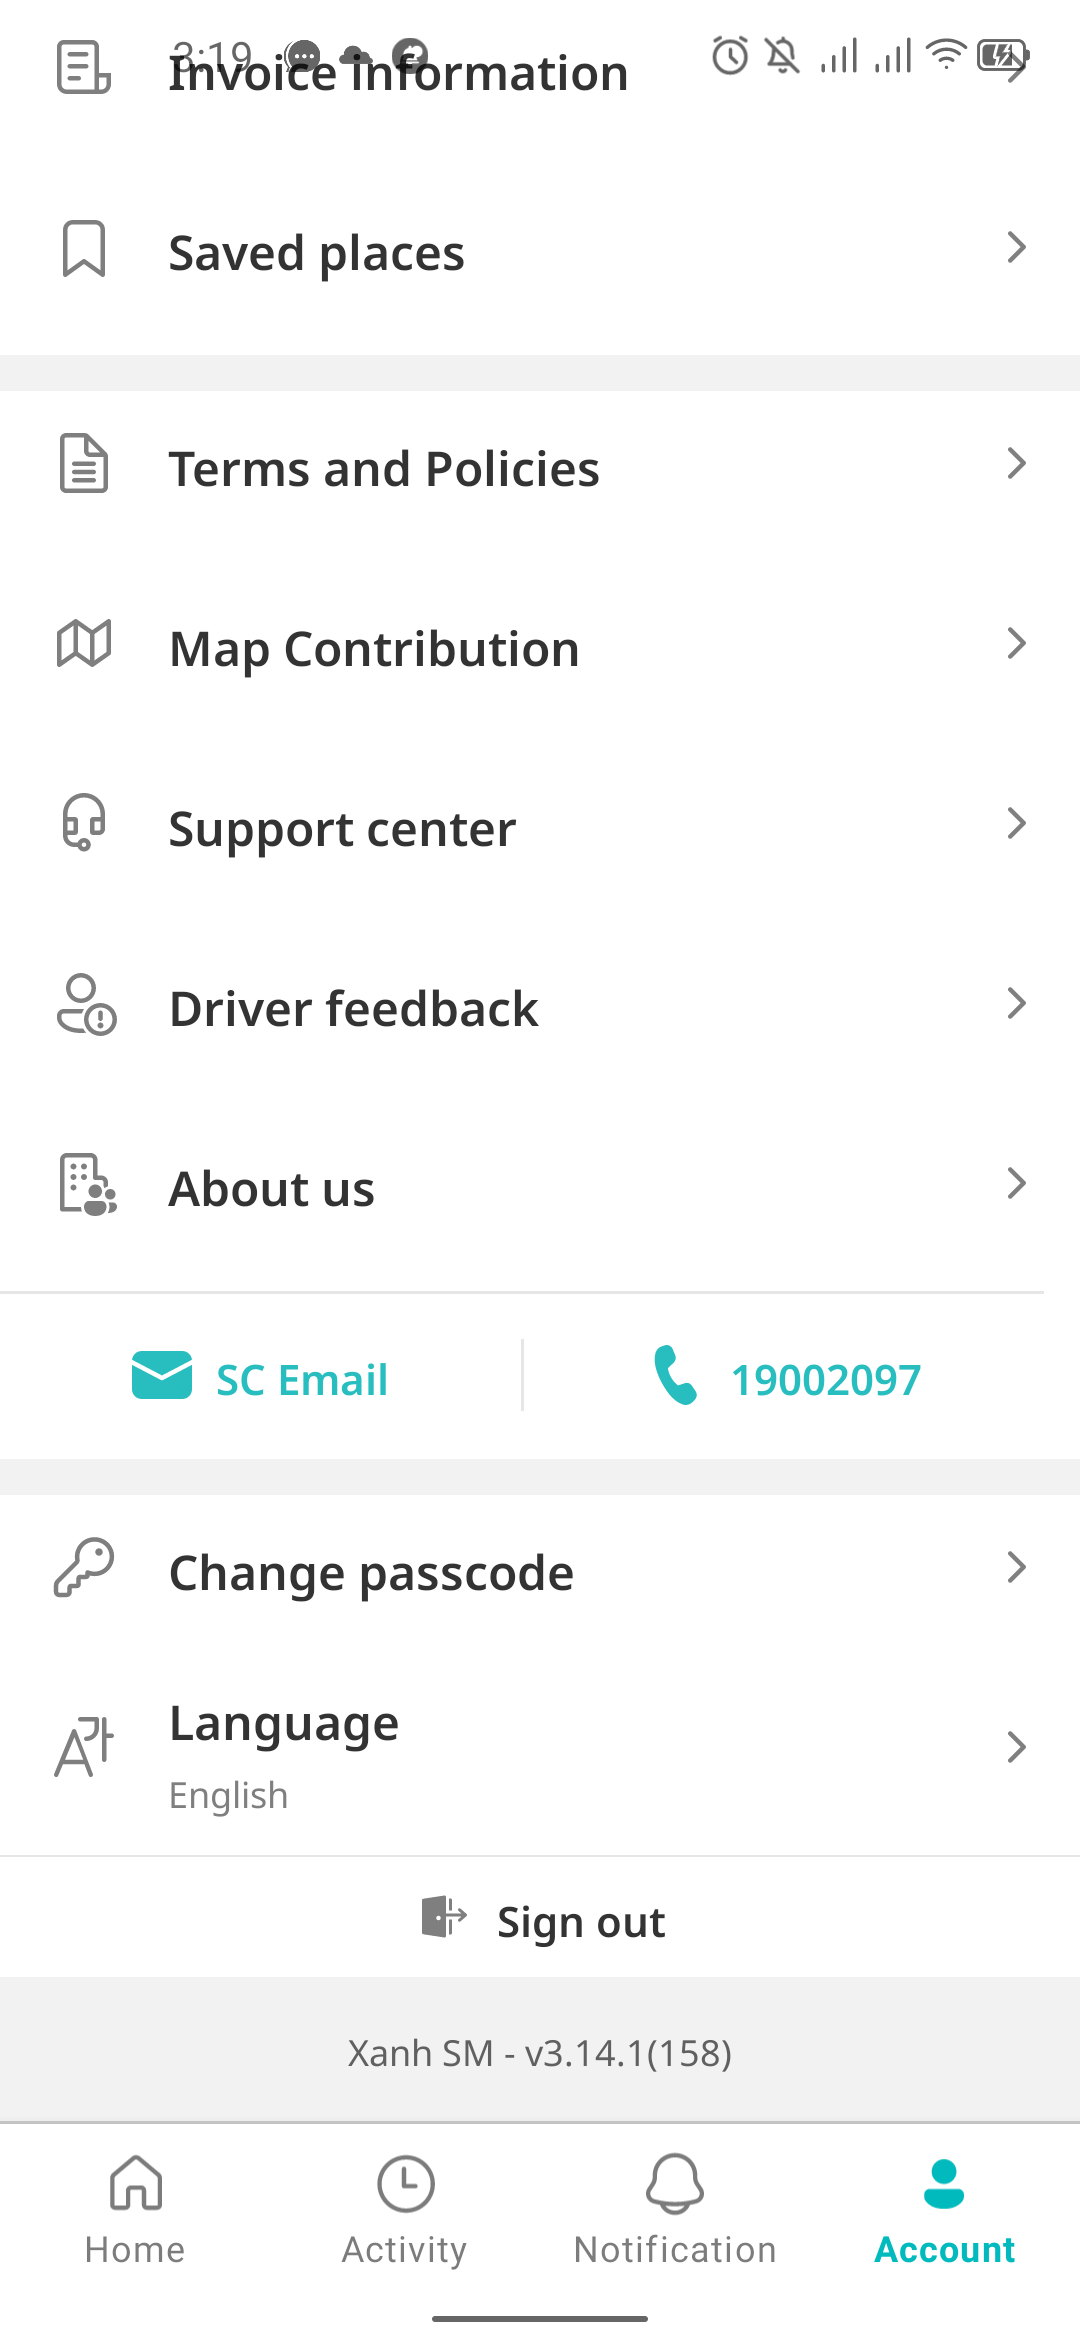 3:19
Invoice information
Saved places
Terms and Policies
Map Contribution
Support center
Driver feedback
About us
SC Email
19002097
Change passcode
Language
English
Sign out
Xanh SM - v3.14.1(158)
Home
Activity
Notification
Account